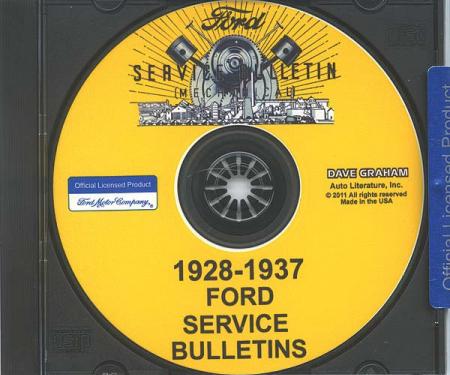 Ford
SERVICE BULLETIN
(MECHANICAL)
Official Licensed Product
Ford Motor Company®
DAVE GRAHAM
Auto Literature, Inc.
© 2011 All rights reserved
Made in the USA
1928-1937
FORD
SERVICE
BULLETINS
Official Licensed Product